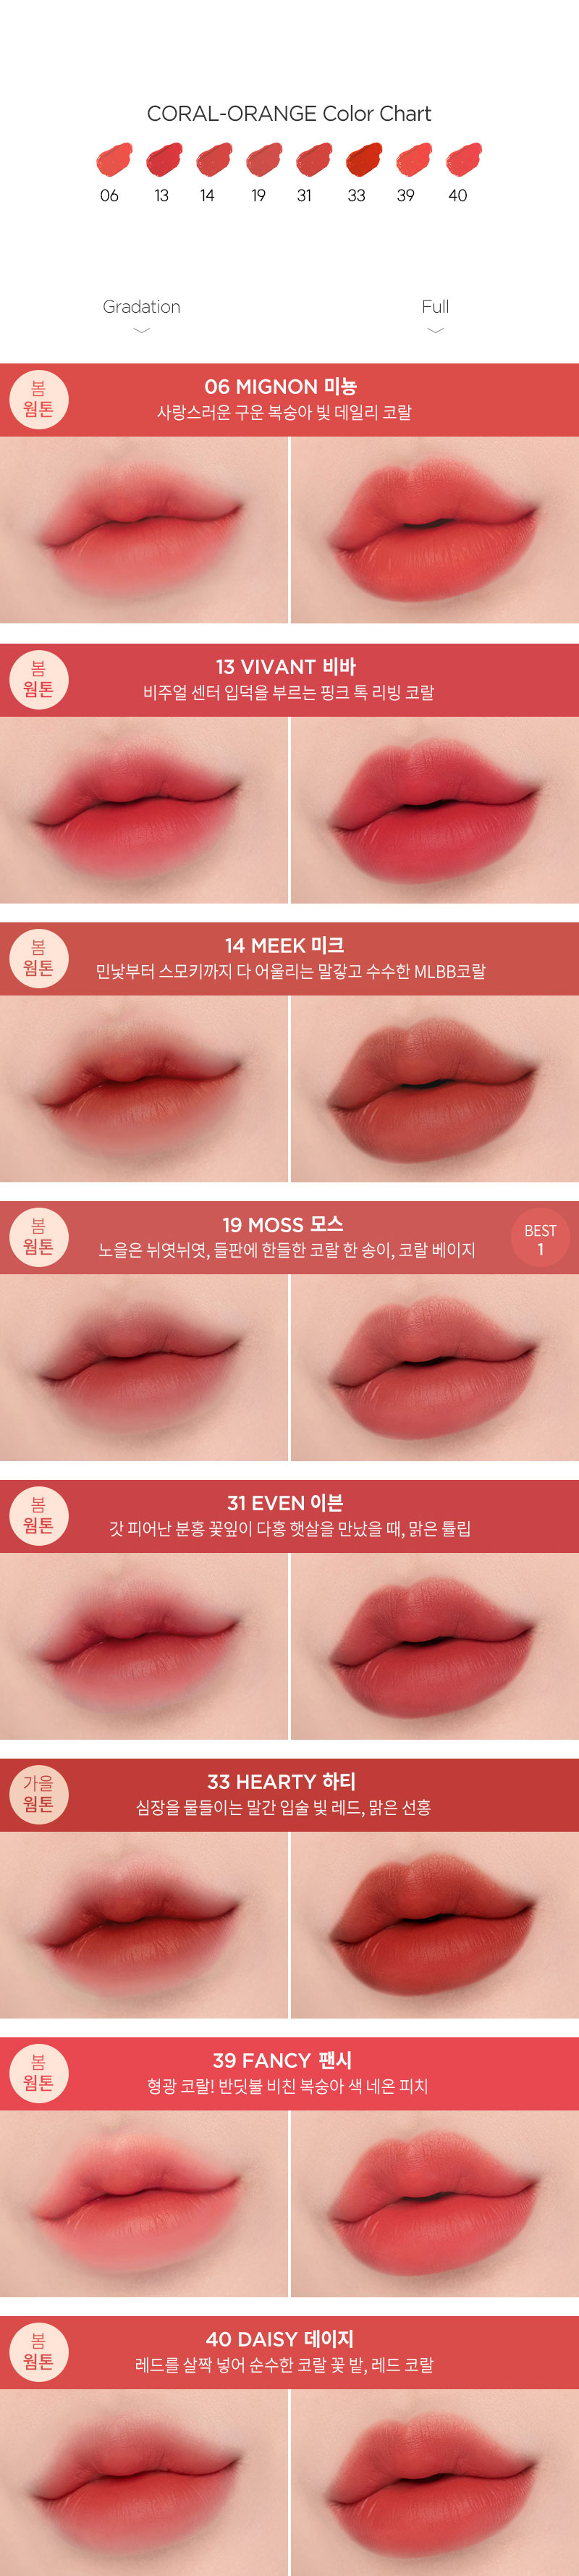 CORAL-ORANGE Color Chart
06 13 14 19 31 33 39 40
Gradation Full
봄
웜톤
06 MIGNON 미뇽
사랑스러운 구운 복숭아 빛 데일리 코랄
봄
웜톤
13 VIVANT 비바
비주얼 센터 입덕을 부르는 핑크 톡 리빙 코랄
봄
웜톤
14 MEEK 미크
민낯부터 스모키까지 다 어울리는 말갛고 수수한 MLBB코랄
봄
웜톤
19 MOSS 모스
노을은 뉘엿뉘엿, 들판에 한들한 코랄 한 송이, 코랄 베이지
BEST
1
봄
웜톤
31 EVEN 이븐
갓 피어난 분홍 꽃잎이 다홍 햇살을 만났을 때, 맑은 튤립
가을
웜톤
33 HEARTY 하티
심장을 물들이는 말간 입술 빛 레드, 맑은 선홍
봄
웜톤
39 FANCY 팬시
형광 코랄! 반딧불 비친 복숭아 색 네온 피치
봄
웜톤
40 DAISY 데이지
레드를 살짝 넣어 순수한 코랄 꽃 밭, 레드 코랄